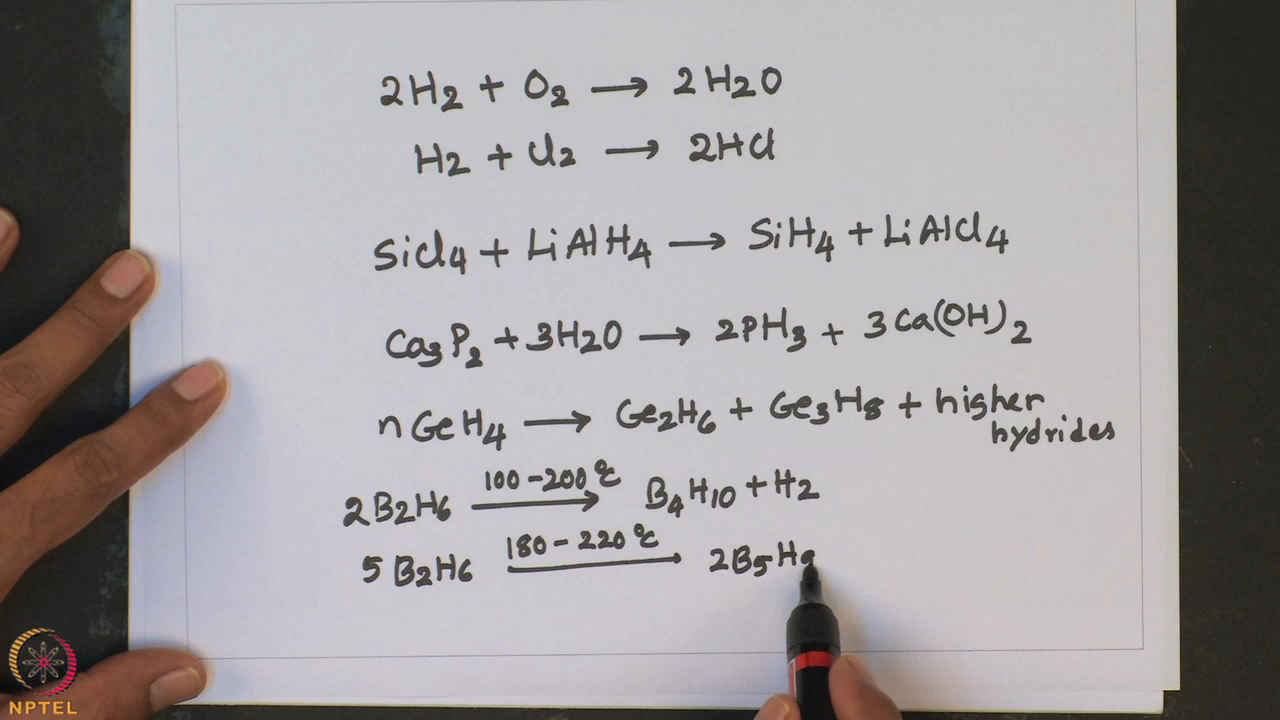 2H2 + O2 → 2H2O
H2 + Cl2 → 2HCl
SiCl4 + LiAlH4 → SiH4 + LiAlCl4
Ca3P2 + 3H2O → 2PH3 + 3Ca(OH)2
nGeH4 → Ge2H6 + Ge3H8 + higher
hydrides
100-200°C
2B2H6 → B4H10 + H2
180-220°C
5B2H6 → 2B5H9
NPTEL